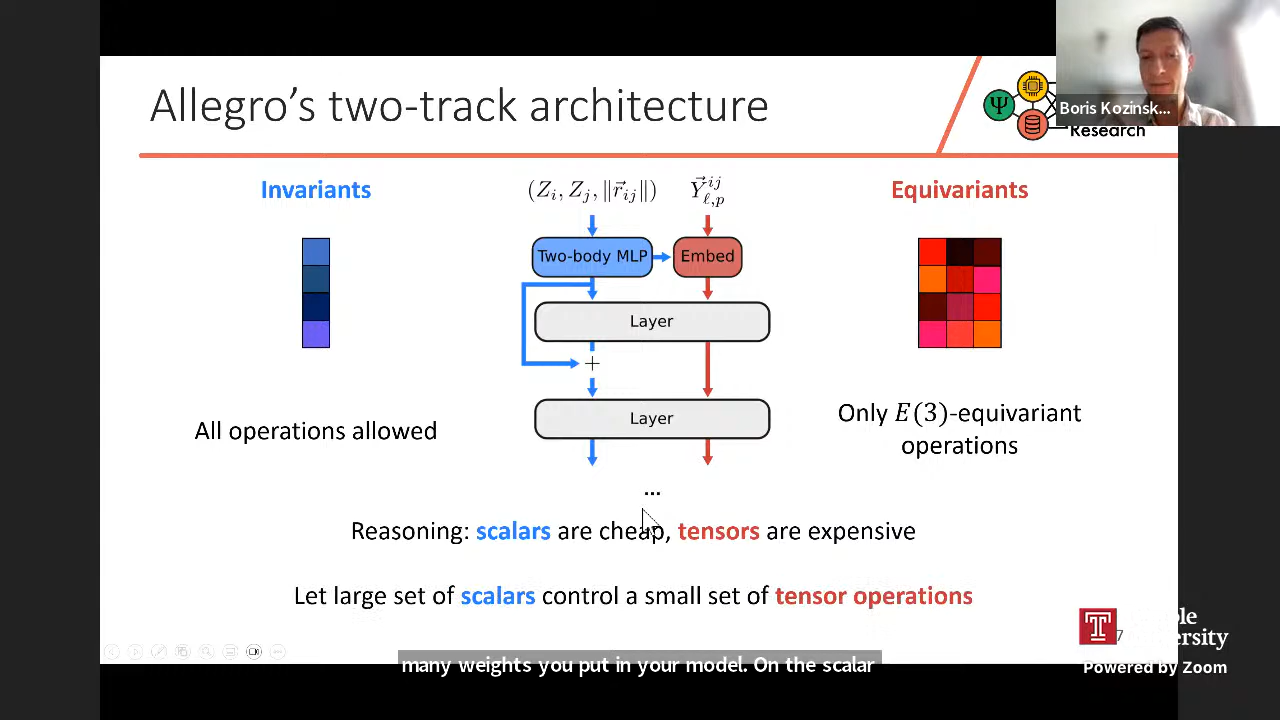 Allegro's two-track architecture
Ψ
Research
Boris Kozinsk...
Invariants
(Z_i, Z_j, ‖r⃗_ij‖)
Y⃗^ij_ℓ,p
Equivariants
Two-body MLP
Embed
Layer
+
Layer
All operations allowed
Only E(3)-equivariant
operations
...
Reasoning: scalars are cheap, tensors are expensive
Let large set of scalars control a small set of tensor operations
T
7
Powered by Zoom
many weights you put in your model. On the scalar